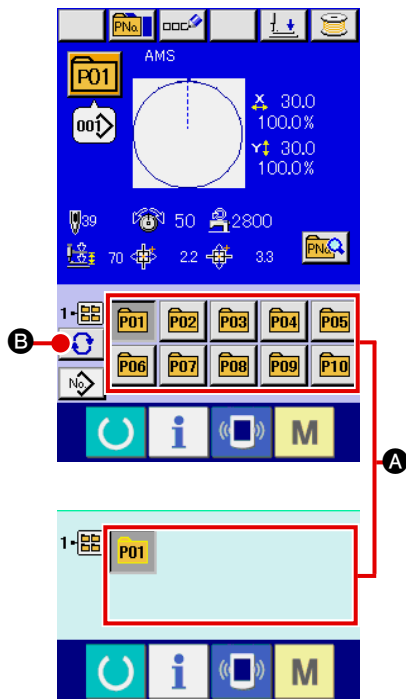 PNo.
AMS
P01
001
X 30.0
100.0%
Y 30.0
100.0%
39 50 2800
70 2.2 3.3 PNo.
1-
P01 P02 P03 P04 P05
B
P06 P07 P08 P09 P10
No.
i M
A
1-
P01
i M